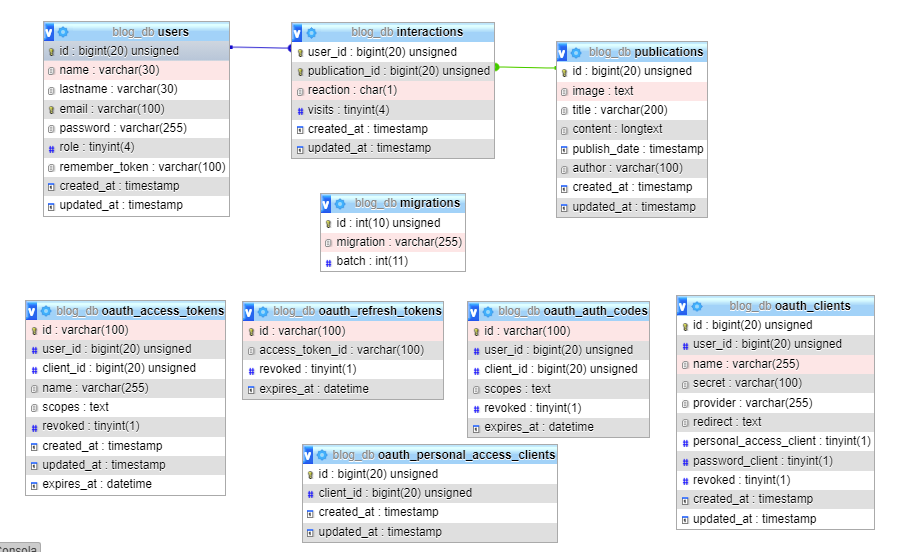 blog_db users
id : bigint(20) unsigned
name : varchar(30)
lastname : varchar(30)
email : varchar(100)
password : varchar(255)
role : tinyint(4)
remember_token : varchar(100)
created_at : timestamp
updated_at : timestamp
blog_db interactions
user_id : bigint(20) unsigned
publication_id : bigint(20) unsigned
reaction : char(1)
visits : tinyint(4)
created_at : timestamp
updated_at : timestamp
blog_db publications
id : bigint(20) unsigned
image : text
title : varchar(200)
content : longtext
publish_date : timestamp
author : varchar(100)
created_at : timestamp
updated_at : timestamp
blog_db migrations
id : int(10) unsigned
migration : varchar(255)
batch : int(11)
blog_db oauth_access_tokens
id : varchar(100)
user_id : bigint(20) unsigned
client_id : bigint(20) unsigned
name : varchar(255)
scopes : text
revoked : tinyint(1)
created_at : timestamp
updated_at : timestamp
expires_at : datetime
blog_db oauth_refresh_tokens
id : varchar(100)
access_token_id : varchar(100)
revoked : tinyint(1)
expires_at : datetime
blog_db oauth_auth_codes
id : varchar(100)
user_id : bigint(20) unsigned
client_id : bigint(20) unsigned
scopes : text
revoked : tinyint(1)
expires_at : datetime
blog_db oauth_clients
id : bigint(20) unsigned
user_id : bigint(20) unsigned
name : varchar(255)
secret : varchar(100)
provider : varchar(255)
redirect : text
personal_access_client : tinyint(1)
password_client : tinyint(1)
revoked : tinyint(1)
created_at : timestamp
updated_at : timestamp
blog_db oauth_personal_access_clients
id : bigint(20) unsigned
client_id : bigint(20) unsigned
created_at : timestamp
updated_at : timestamp
Consola